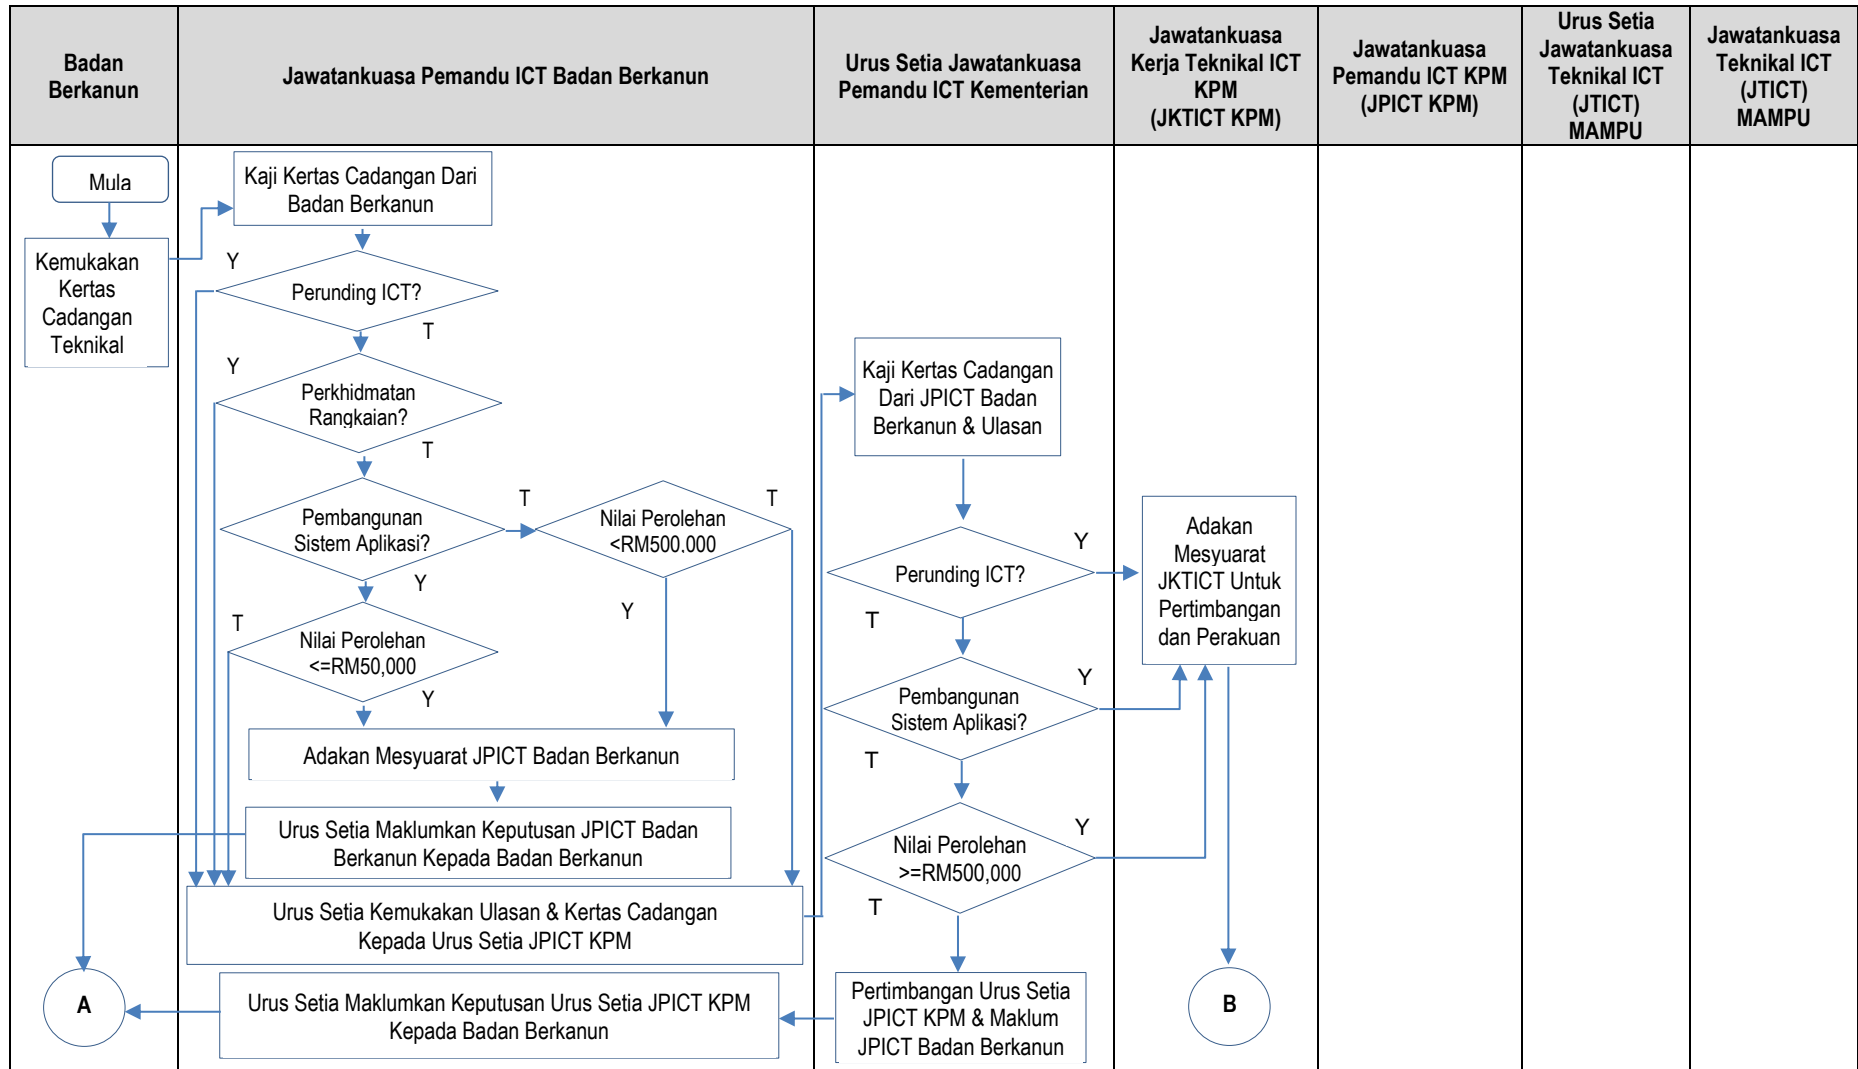 Badan
Berkanun
Jawatankuasa Pemandu ICT Badan Berkanun
Urus Setia Jawatankuasa
Pemandu ICT Kementerian
Jawatankuasa
Kerja Teknikal ICT
KPM
(JKTICT KPM)
Jawatankuasa
Pemandu ICT KPM
(JPICT KPM)
Urus Setia
Jawatankuasa
Teknikal ICT
(JTICT)
MAMPU
Jawatankuasa
Teknikal ICT
(JTICT)
MAMPU
Mula
Kemukakan
Kertas
Cadangan
Teknikal
Kaji Kertas Cadangan Dari
Badan Berkanun
Y
Perunding ICT?
T
Y
Perkhidmatan
Rangkaian?
T
Pembangunan
Sistem Aplikasi?
T
Nilai Perolehan
<RM500,000
T
Y
Y
T
Nilai Perolehan
<=RM50,000
Y
Adakan Mesyuarat JPICT Badan Berkanun
Urus Setia Maklumkan Keputusan JPICT Badan
Berkanun Kepada Badan Berkanun
Urus Setia Kemukakan Ulasan & Kertas Cadangan
Kepada Urus Setia JPICT KPM
Urus Setia Maklumkan Keputusan Urus Setia JPICT KPM
Kepada Badan Berkanun
A
Kaji Kertas Cadangan
Dari JPICT Badan
Berkanun & Ulasan
Perunding ICT?
Y
T
Pembangunan
Sistem Aplikasi?
Y
T
Nilai Perolehan
>=RM500,000
Y
T
Pertimbangan Urus Setia
JPICT KPM & Maklum
JPICT Badan Berkanun
Adakan
Mesyuarat
JKTICT Untuk
Pertimbangan
dan Perakuan
B